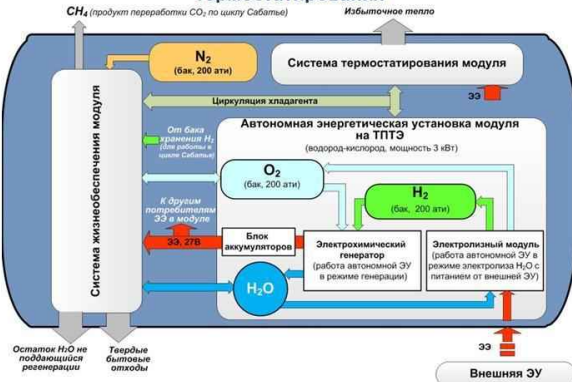 CH₄ (продукт переработки CO₂ по циклу Сабатье)
Избыточное тепло
N₂
(бак, 200 ати)
Система термостатирования модуля
ЭЭ
Циркуляция хладагента
Система жизнеобеспечения модуля
От бака
хранения H₂
(для работы к
цикле Сабатье)
Автономная энергетическая установка модуля
на ТПТЭ
(водород-кислород, мощность 3 кВт)
O₂
(бак, 200 ати)
H₂
(бак, 200 ати)
К другим
потребителям
ЭЭ в модуле
ЭЭ, 27В
Блок
аккумуляторов
Электрохимический
генератор
(работа автономной ЭУ
в режиме генерации)
Электролизный модуль
(работа автономной ЭУ в
режиме электролиза H₂O с
питанием от внешней ЭУ)
H₂O
Остаток H₂O не
поддающийся
регенерации
Твердые
бытовые
отходы
ЭЭ
Внешняя ЭУ